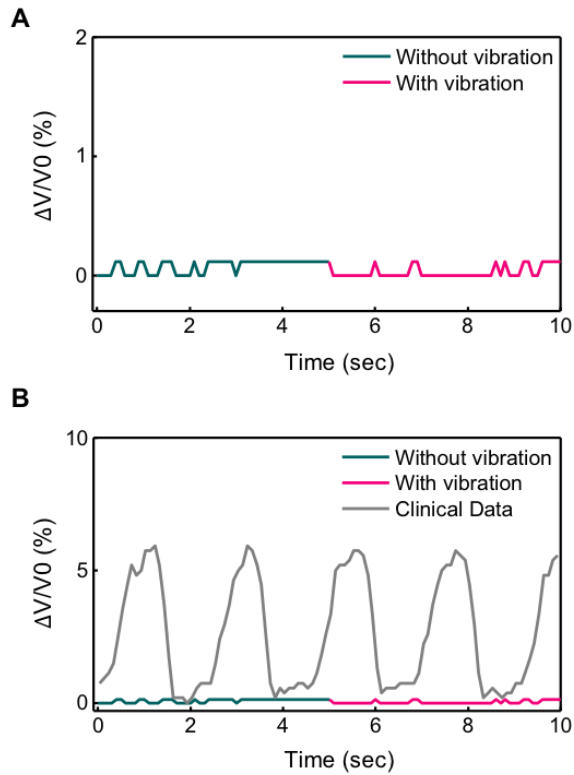 A
2
Without vibration
With vibration
1
ΔV/V0 (%)
0
0
2
4
6
8
10
Time (sec)
B
10
Without vibration
With vibration
Clinical Data
5
ΔV/V0 (%)
0
0
2
4
6
8
10
Time (sec)